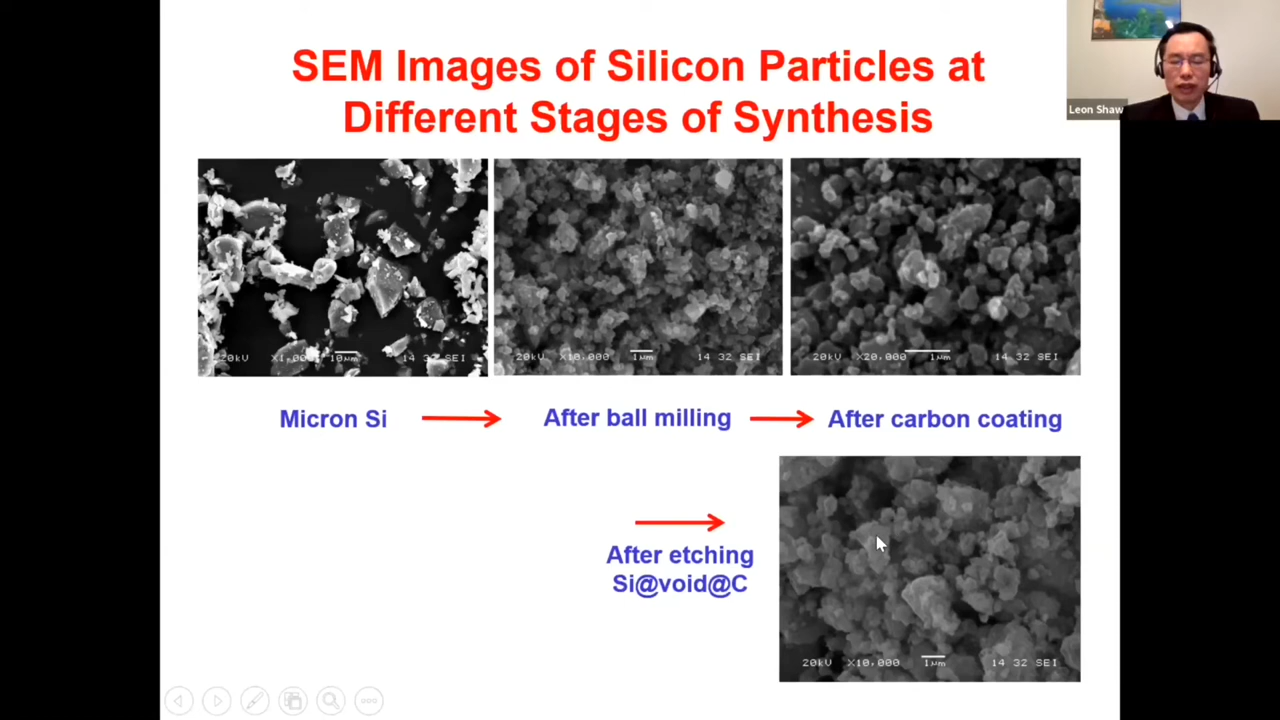 SEM Images of Silicon Particles at
Different Stages of Synthesis
Leon Shaw
20kV X1,000 10µm 14 32 SEI
20kV X10,000 1µm 14 32 SEI
20kV X20,000 1µm 14 32 SEI
Micron Si
After ball milling
After carbon coating
After etching
Si@void@C
20kV X10,000 1µm 14 32 SEI